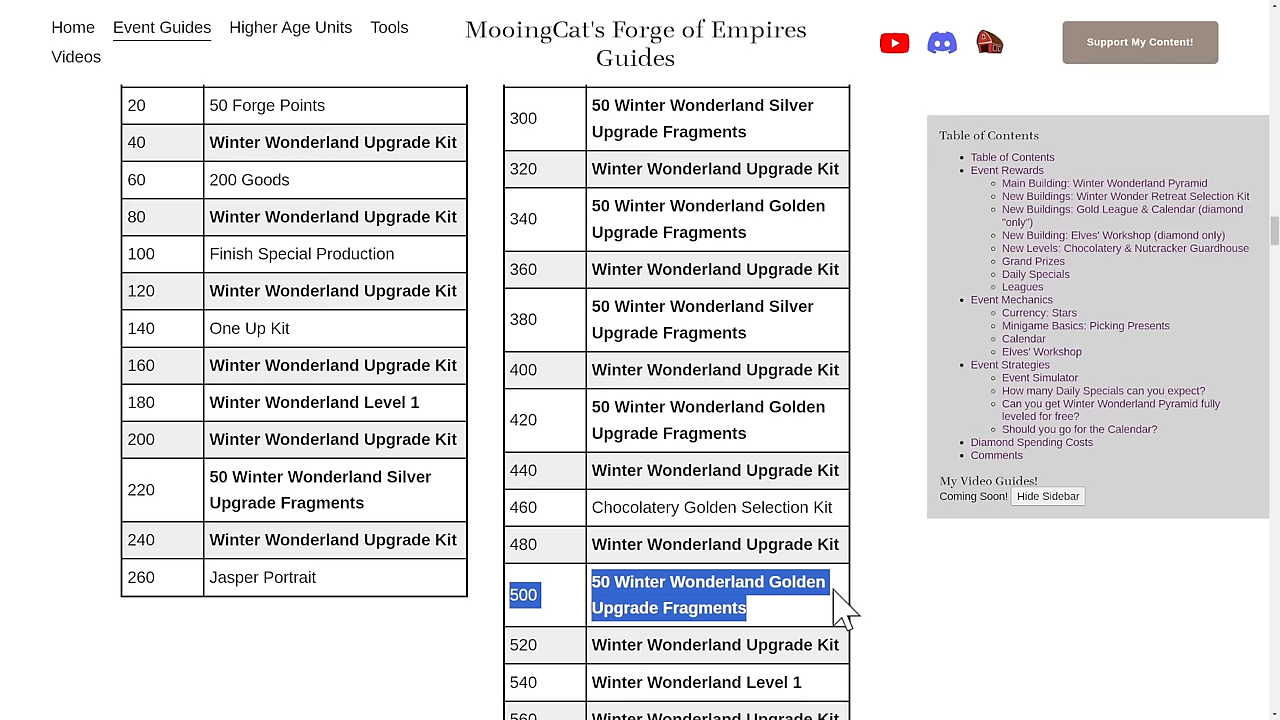 Home Event Guides Higher Age Units Tools
Videos
MooingCat's Forge of Empires
Guides
Support My Content!
20 50 Forge Points
40 Winter Wonderland Upgrade Kit
60 200 Goods
80 Winter Wonderland Upgrade Kit
100 Finish Special Production
120 Winter Wonderland Upgrade Kit
140 One Up Kit
160 Winter Wonderland Upgrade Kit
180 Winter Wonderland Level 1
200 Winter Wonderland Upgrade Kit
220 50 Winter Wonderland Silver
Upgrade Fragments
240 Winter Wonderland Upgrade Kit
260 Jasper Portrait
300 50 Winter Wonderland Silver
Upgrade Fragments
320 Winter Wonderland Upgrade Kit
340 50 Winter Wonderland Golden
Upgrade Fragments
360 Winter Wonderland Upgrade Kit
380 50 Winter Wonderland Silver
Upgrade Fragments
400 Winter Wonderland Upgrade Kit
420 50 Winter Wonderland Golden
Upgrade Fragments
440 Winter Wonderland Upgrade Kit
460 Chocolatery Golden Selection Kit
480 Winter Wonderland Upgrade Kit
500 50 Winter Wonderland Golden
Upgrade Fragments
520 Winter Wonderland Upgrade Kit
540 Winter Wonderland Level 1
560 Winter Wonderland Upgrade Kit
Table of Contents
Table of Contents
Event Rewards
Main Building: Winter Wonderland Pyramid
New Buildings: Winter Wonder Retreat Selection Kit
New Buildings: Gold League & Calendar (diamond
"only")
New Building: Elves' Workshop (diamond only)
New Levels: Chocolatery & Nutcracker Guardhouse
Grand Prizes
Daily Specials
Leagues
Event Mechanics
Currency: Stars
Minigame Basics: Picking Presents
Calendar
Elves' Workshop
Event Strategies
Event Simulator
How many Daily Specials can you expect?
Can you get Winter Wonderland Pyramid fully
leveled for free?
Should you go for the Calendar?
Diamond Spending Costs
Comments
My Video Guides!
Coming Soon! Hide Sidebar